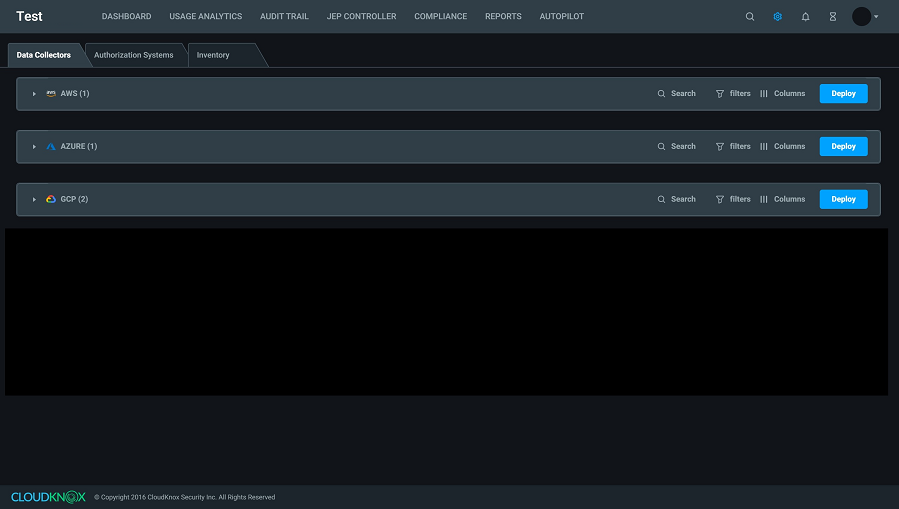 Test DASHBOARD USAGE ANALYTICS AUDIT TRAIL JEP CONTROLLER COMPLIANCE REPORTS AUTOPILOT
Data Collectors Authorization Systems Inventory
aws AWS (1) Search filters Columns Deploy
AZURE (1) Search filters Columns Deploy
GCP (2) Search filters Columns Deploy
CLOUDKNOX © Copyright 2016 CloudKnox Security Inc. All Rights Reserved